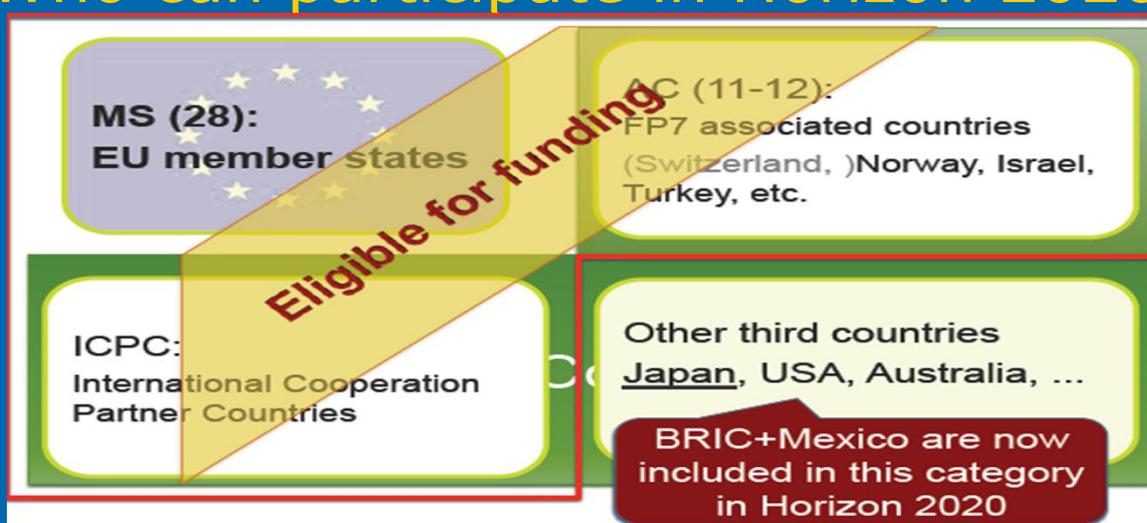 who can participate in Horizon 2020
MS (28):
EU member states
AC (11-12):
FP7 associated countries
(Switzerland, )Norway, Israel,
Turkey, etc.
Eligible for funding
ICPC:
International Cooperation
Partner Countries
Other third countries
Japan, USA, Australia, ...
BRIC+Mexico are now
included in this category
in Horizon 2020